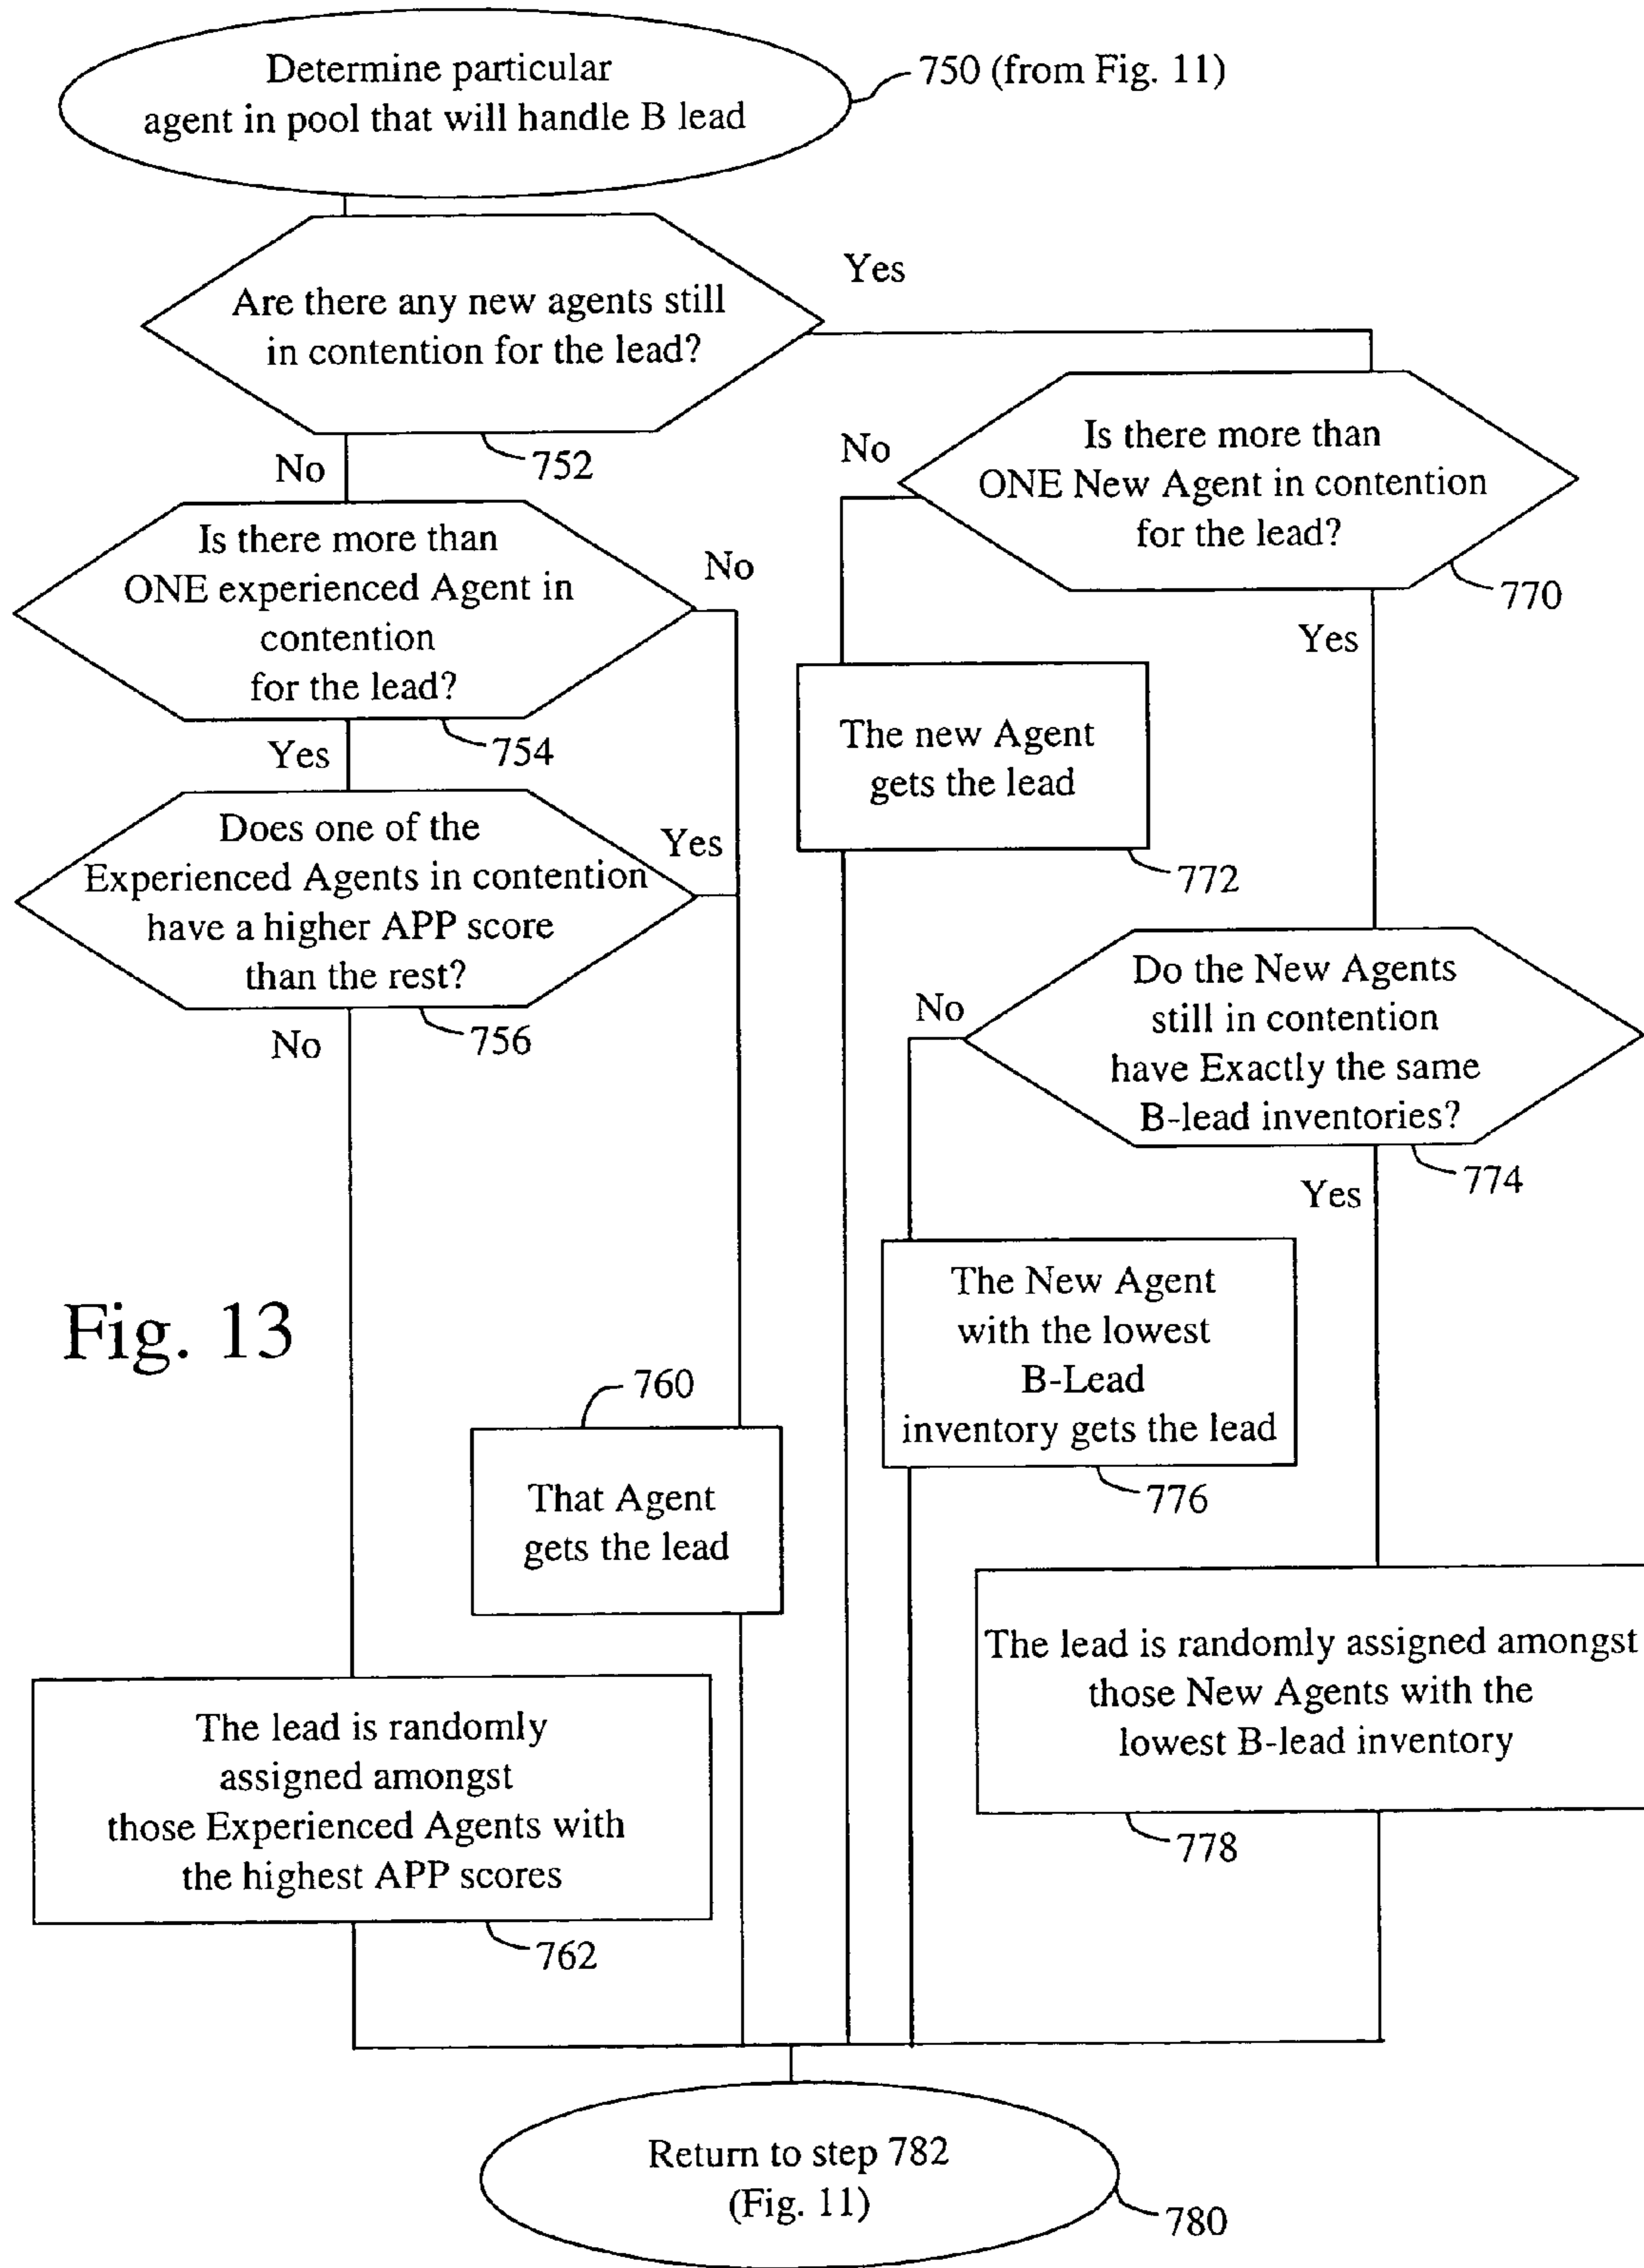 Determine particular
agent in pool that will handle B lead
750 (from Fig. 11)
Are there any new agents still
in contention for the lead?
Yes
752
No
Is there more than
ONE experienced Agent in
contention
for the lead?
No
754
Yes
Does one of the
Experienced Agents in contention
have a higher APP score
than the rest?
Yes
756
No
No
Is there more than
ONE New Agent in contention
for the lead?
770
Yes
The new Agent
gets the lead
772
Do the New Agents
still in contention
have Exactly the same
B-lead inventories?
No
774
Yes
The New Agent
with the lowest
B-Lead
inventory gets the lead
776
Fig. 13
760
That Agent
gets the lead
The lead is randomly assigned amongst
those New Agents with the
lowest B-lead inventory
778
The lead is randomly
assigned amongst
those Experienced Agents with
the highest APP scores
762
Return to step 782
(Fig. 11)
780